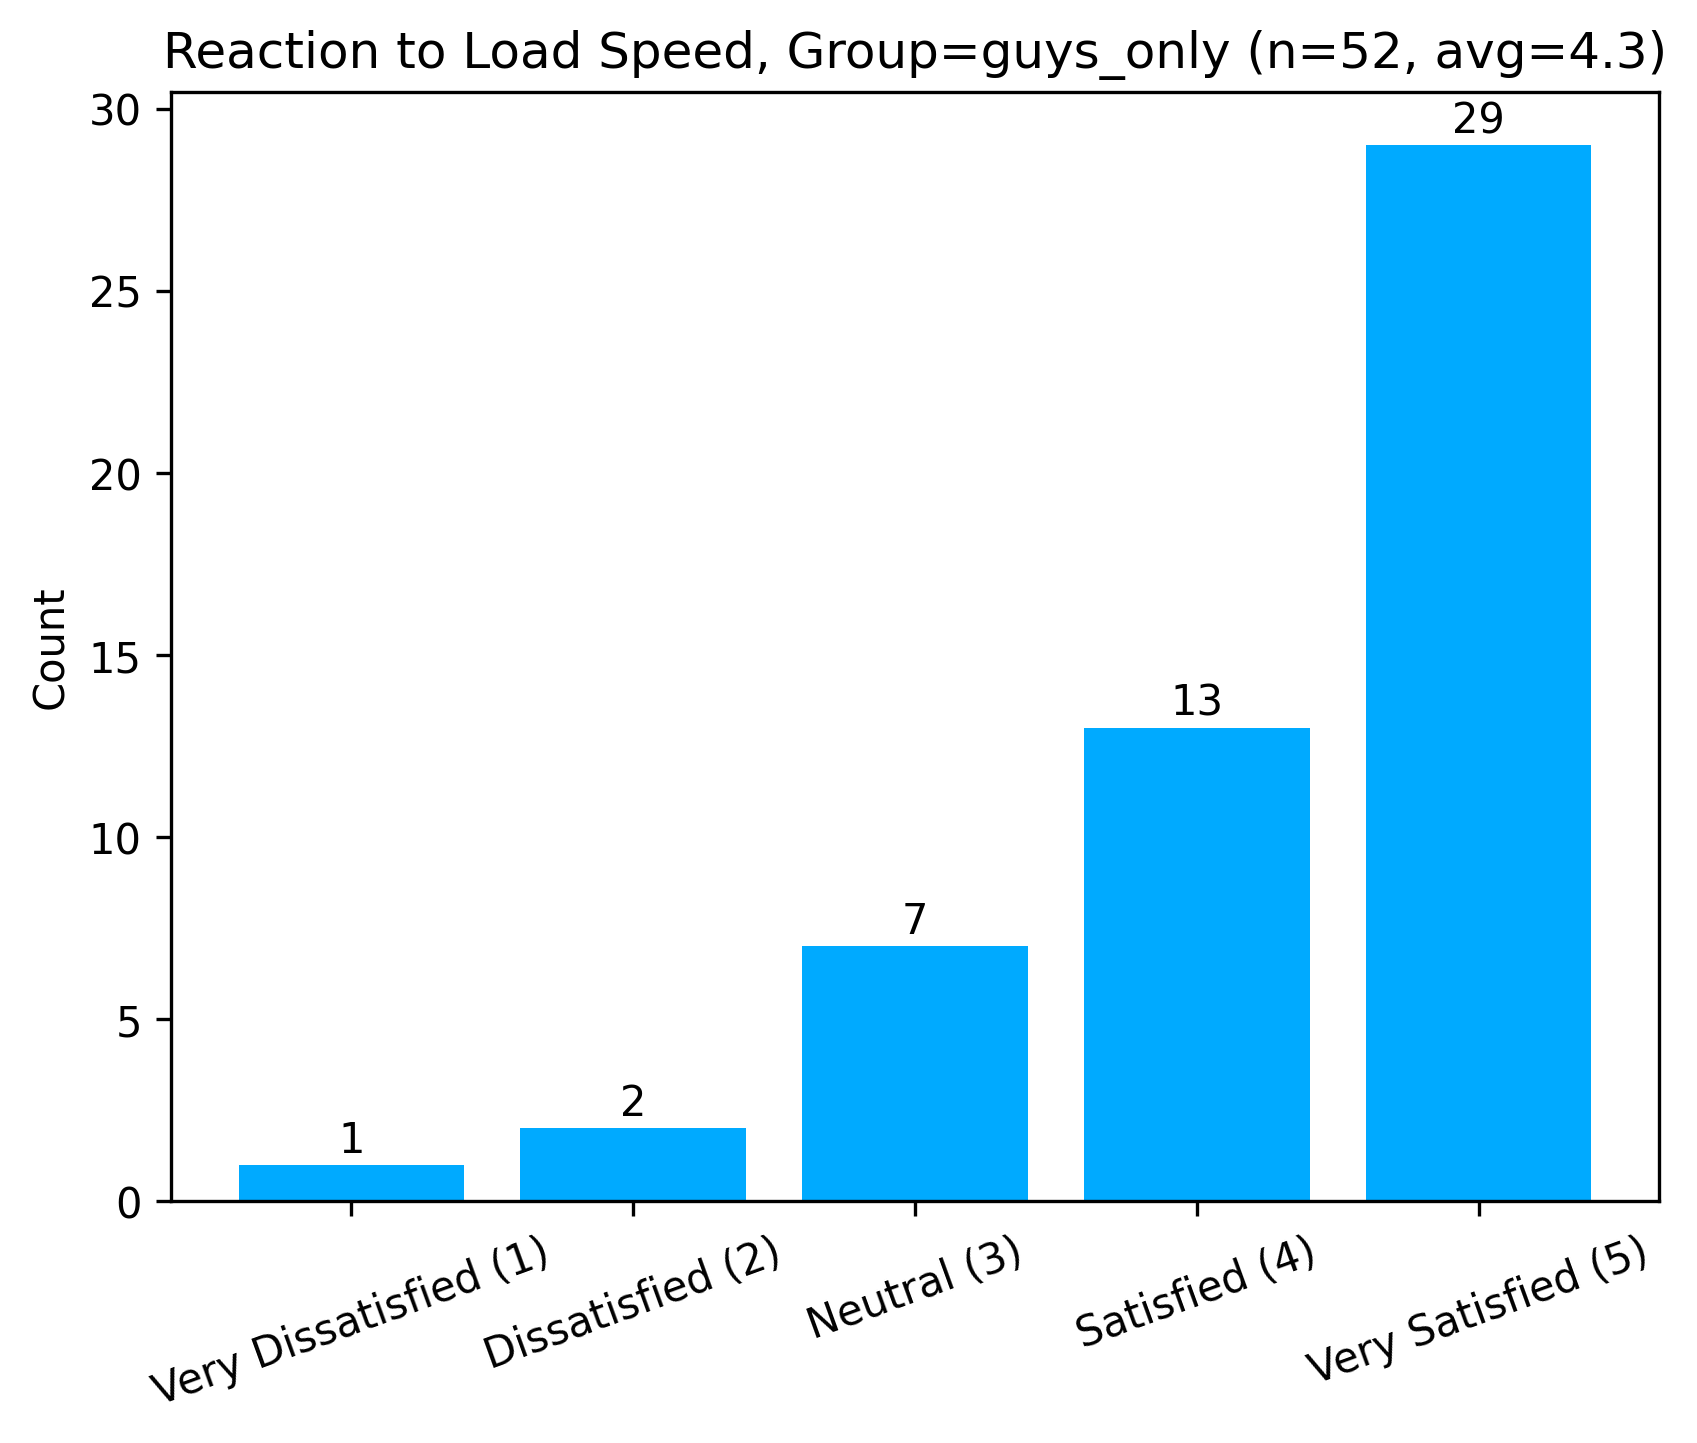 Reaction to Load Speed, Group=guys_only (n=52, avg=4.3)
30
25
20
15
10
5
0
Count
1
2
7
13
29
Very Dissatisfied (1)
Dissatisfied (2)
Neutral (3)
Satisfied (4)
Very Satisfied (5)